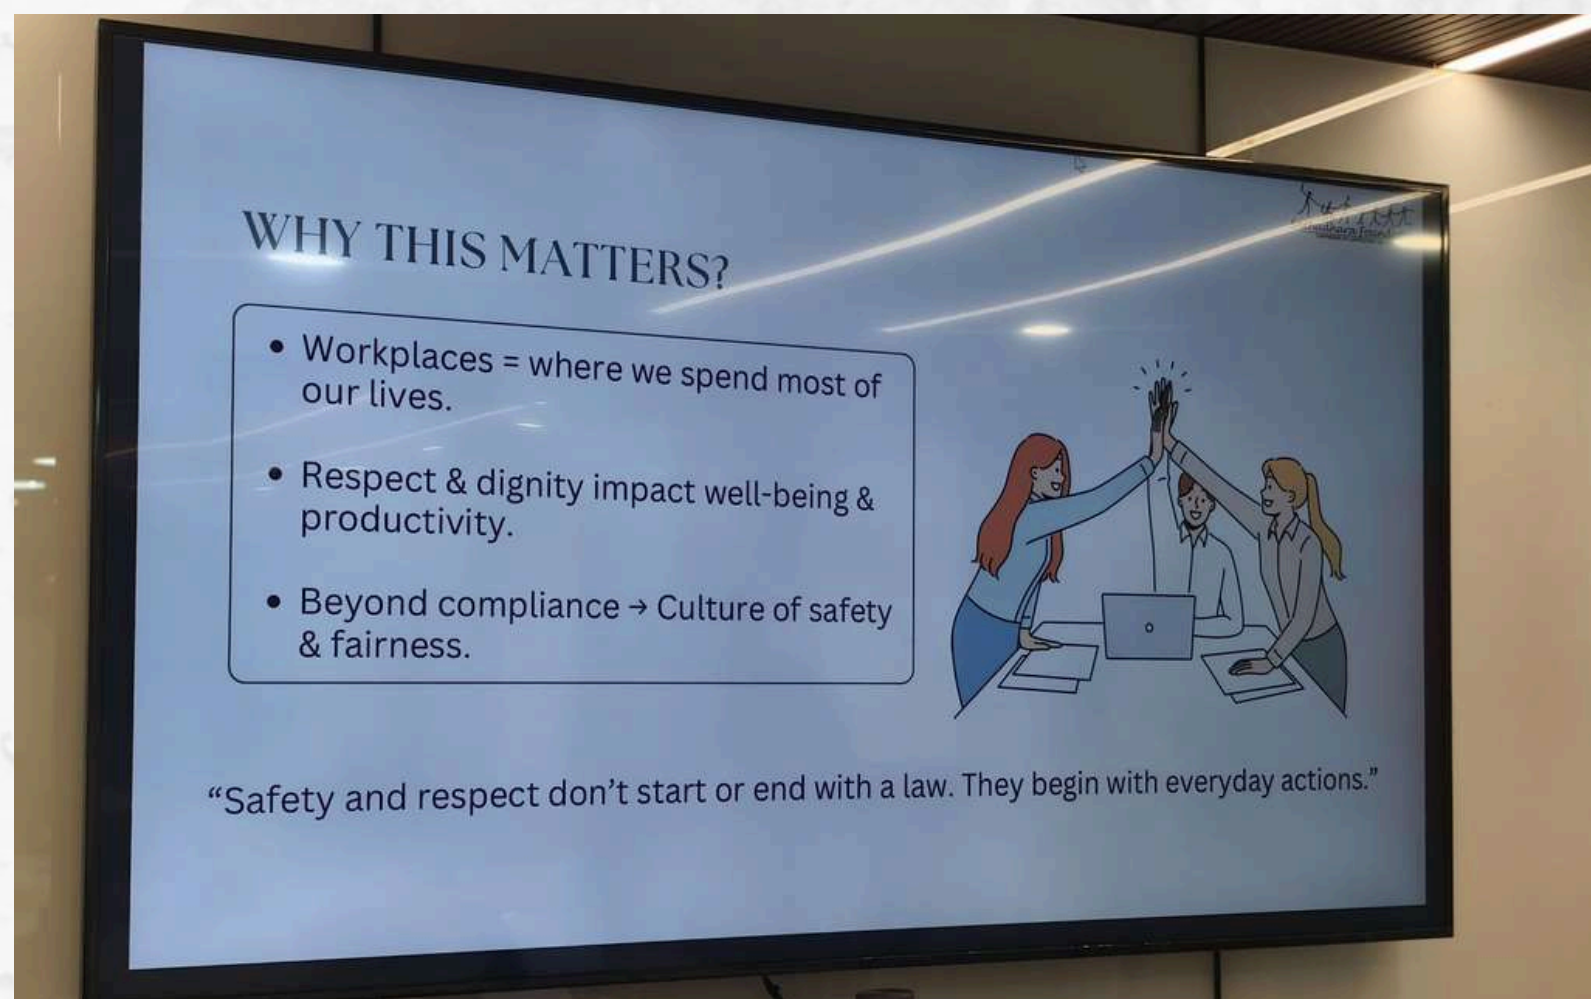 WHY THIS MATTERS?
• Workplaces = where we spend most of
our lives.
• Respect & dignity impact well-being &
productivity.
• Beyond compliance → Culture of safety
& fairness.
“Safety and respect don’t start or end with a law. They begin with everyday actions.”